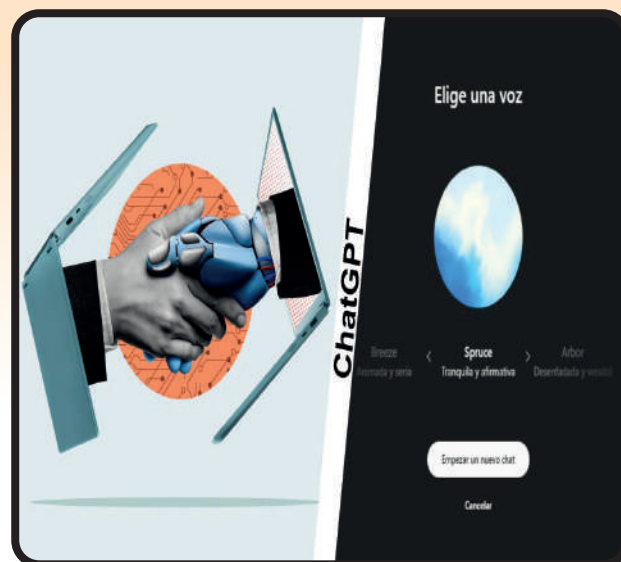 ChatGPT
Elige una voz
Breeze
Animada y seria
Spruce
Tranquila y afirmativa
Arbor
Desenfadada y versátil
Empezar un nuevo chat
Cancelar